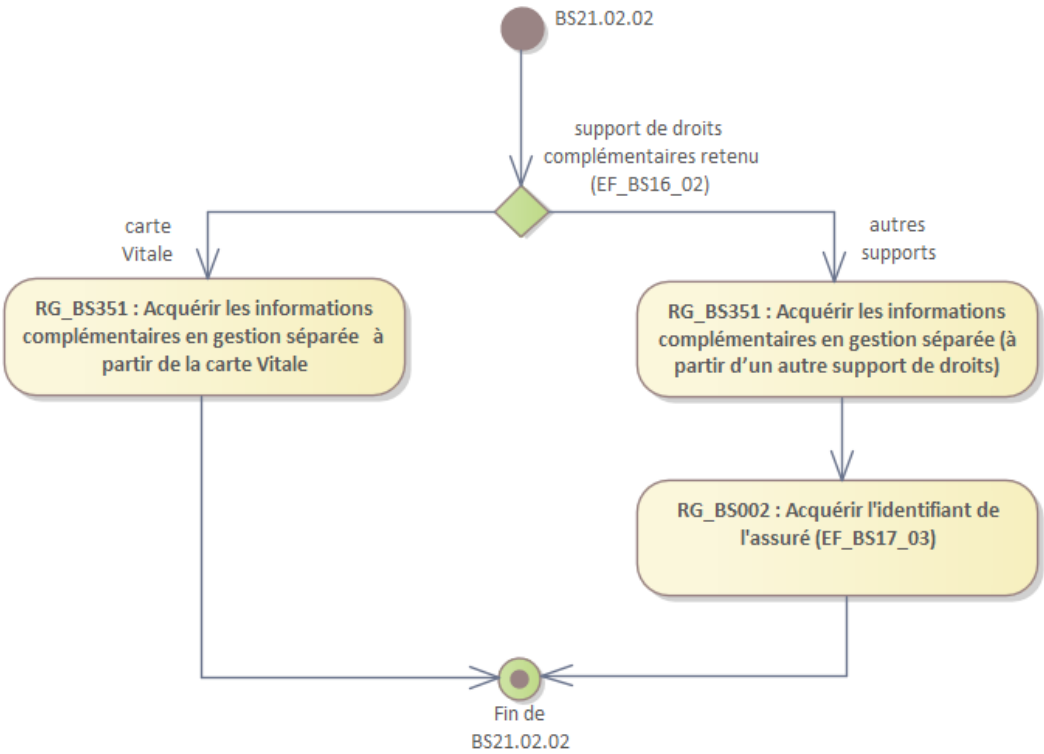 BS21.02.02
support de droits
complémentaires retenu
(EF_BS16_02)
carte
Vitale
autres
supports
RG_BS351 : Acquérir les informations
complémentaires en gestion séparée à
partir de la carte Vitale
RG_BS351 : Acquérir les informations
complémentaires en gestion séparée (à
partir d’un autre support de droits)
RG_BS002 : Acquérir l'identifiant de
l'assuré (EF_BS17_03)
Fin de
BS21.02.02